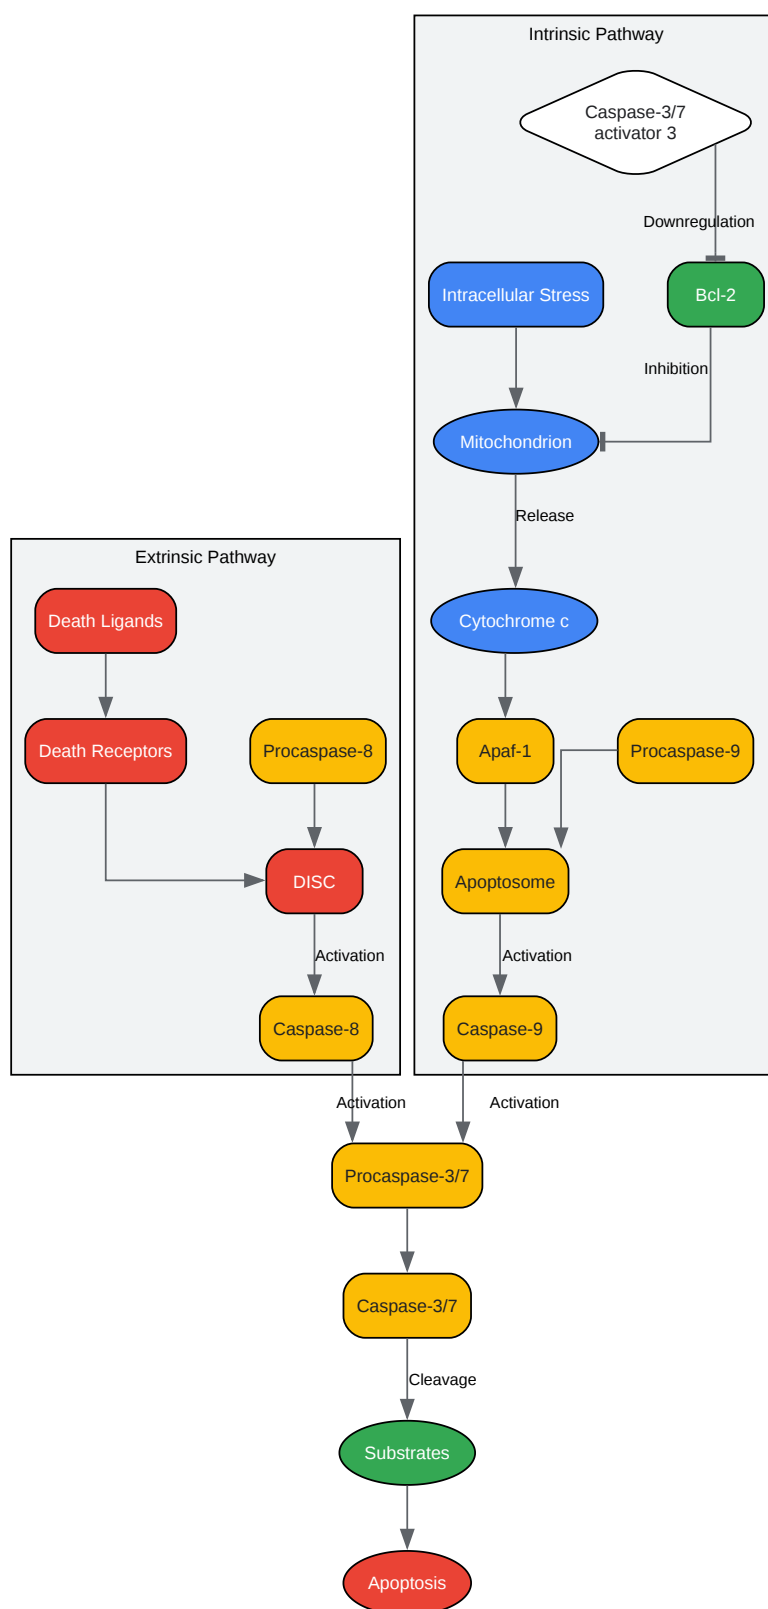 Intrinsic Pathway
Caspase-3/7
activator 3
Downregulation
Intracellular Stress
Bcl-2
Inhibition
Mitochondrion
Release
Extrinsic Pathway
Death Ligands
Cytochrome c
Death Receptors
Procaspase-8
Apaf-1
Procaspase-9
DISC
Apoptosome
Activation
Activation
Caspase-8
Caspase-9
Activation
Activation
Procaspase-3/7
Caspase-3/7
Cleavage
Substrates
Apoptosis